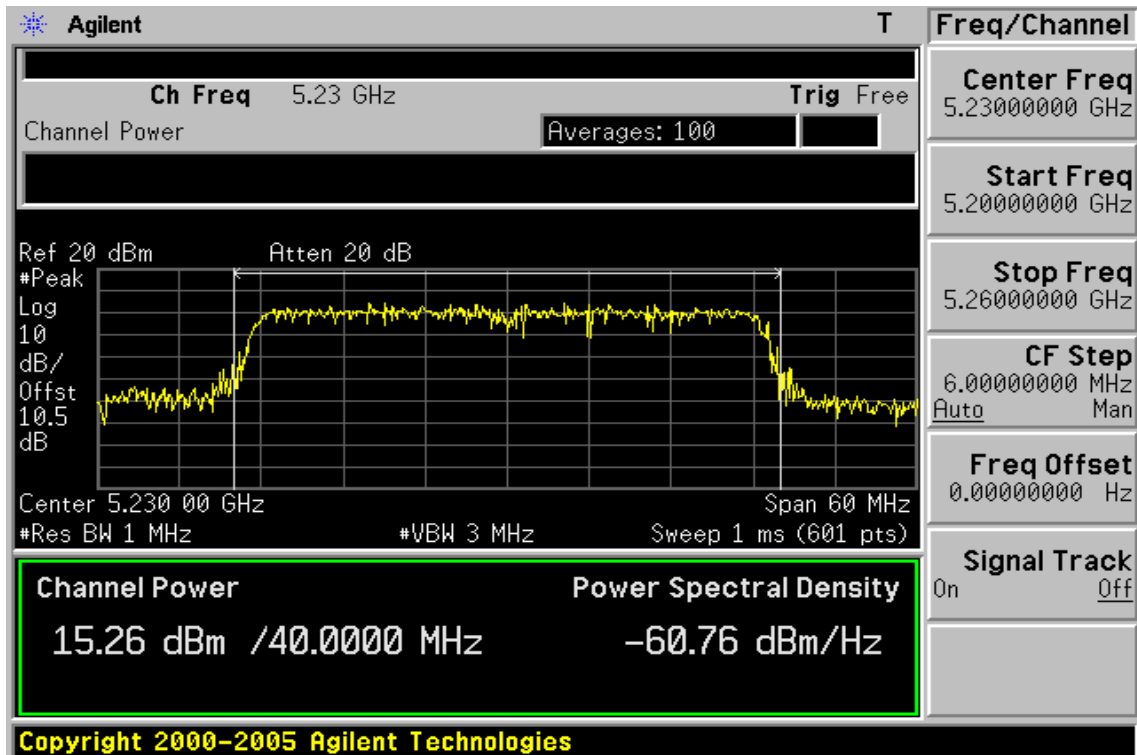 Agilent T
Ch Freq 5.23 GHz Trig Free
Channel Power Averages: 100
Ref 20 dBm Atten 20 dB
#Peak
Log
10
dB/
Offst
10.5
dB
Center 5.230 00 GHz Span 60 MHz
#Res BW 1 MHz #VBW 3 MHz Sweep 1 ms (601 pts)
Channel Power Power Spectral Density
15.26 dBm /40.0000 MHz -60.76 dBm/Hz
Copyright 2000-2005 Agilent Technologies
Freq/Channel
Center Freq
5.23000000 GHz
Start Freq
5.20000000 GHz
Stop Freq
5.26000000 GHz
CF Step
6.00000000 MHz
Auto Man
Freq Offset
0.00000000 Hz
Signal Track
On Off